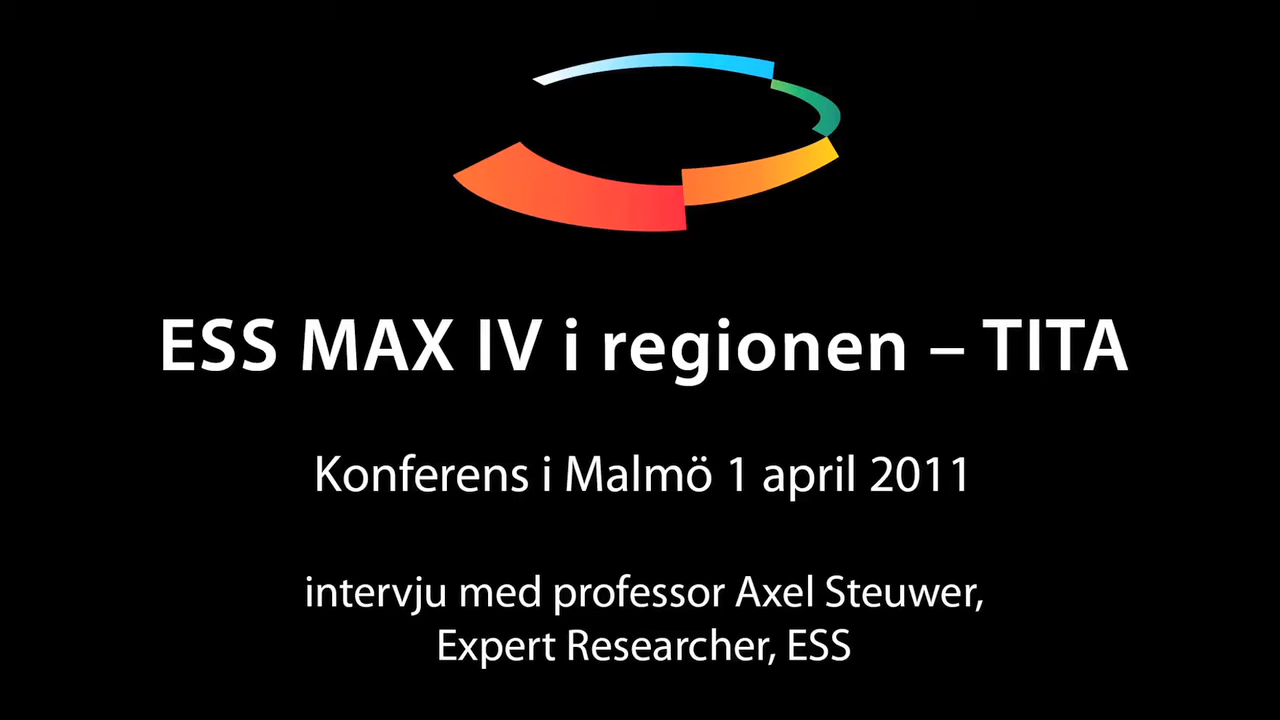 ESS MAX IV i regionen – TITA
Konferens i Malmö 1 april 2011
intervju med professor Axel Steuwer,
Expert Researcher, ESS